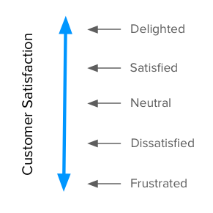 Customer Satisfaction
Delighted
Satisfied
Neutral
Dissatisfied
Frustrated